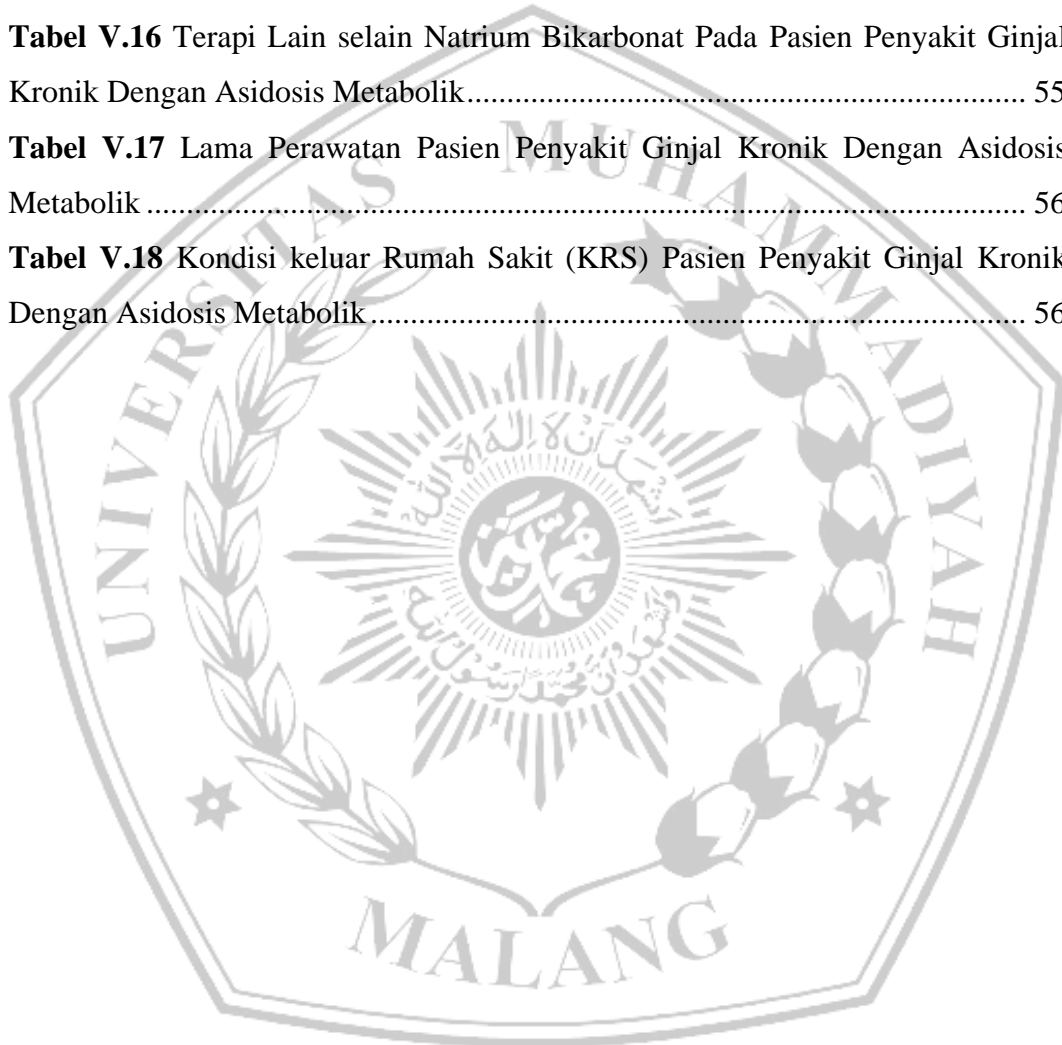 Tabel V.16 Terapi Lain selain Natrium Bikarbonat Pada Pasien Penyakit Ginjal
Kronik Dengan Asidosis Metabolik...................................................................... 55
Tabel V.17 Lama Perawatan Pasien Penyakit Ginjal Kronik Dengan Asidosis
Metabolik .............................................................................................................. 56
Tabel V.18 Kondisi keluar Rumah Sakit (KRS) Pasien Penyakit Ginjal Kronik
Dengan Asidosis Metabolik.................................................................................. 56
UNIVERSITAS MUHAMMADIYAH
MALANG